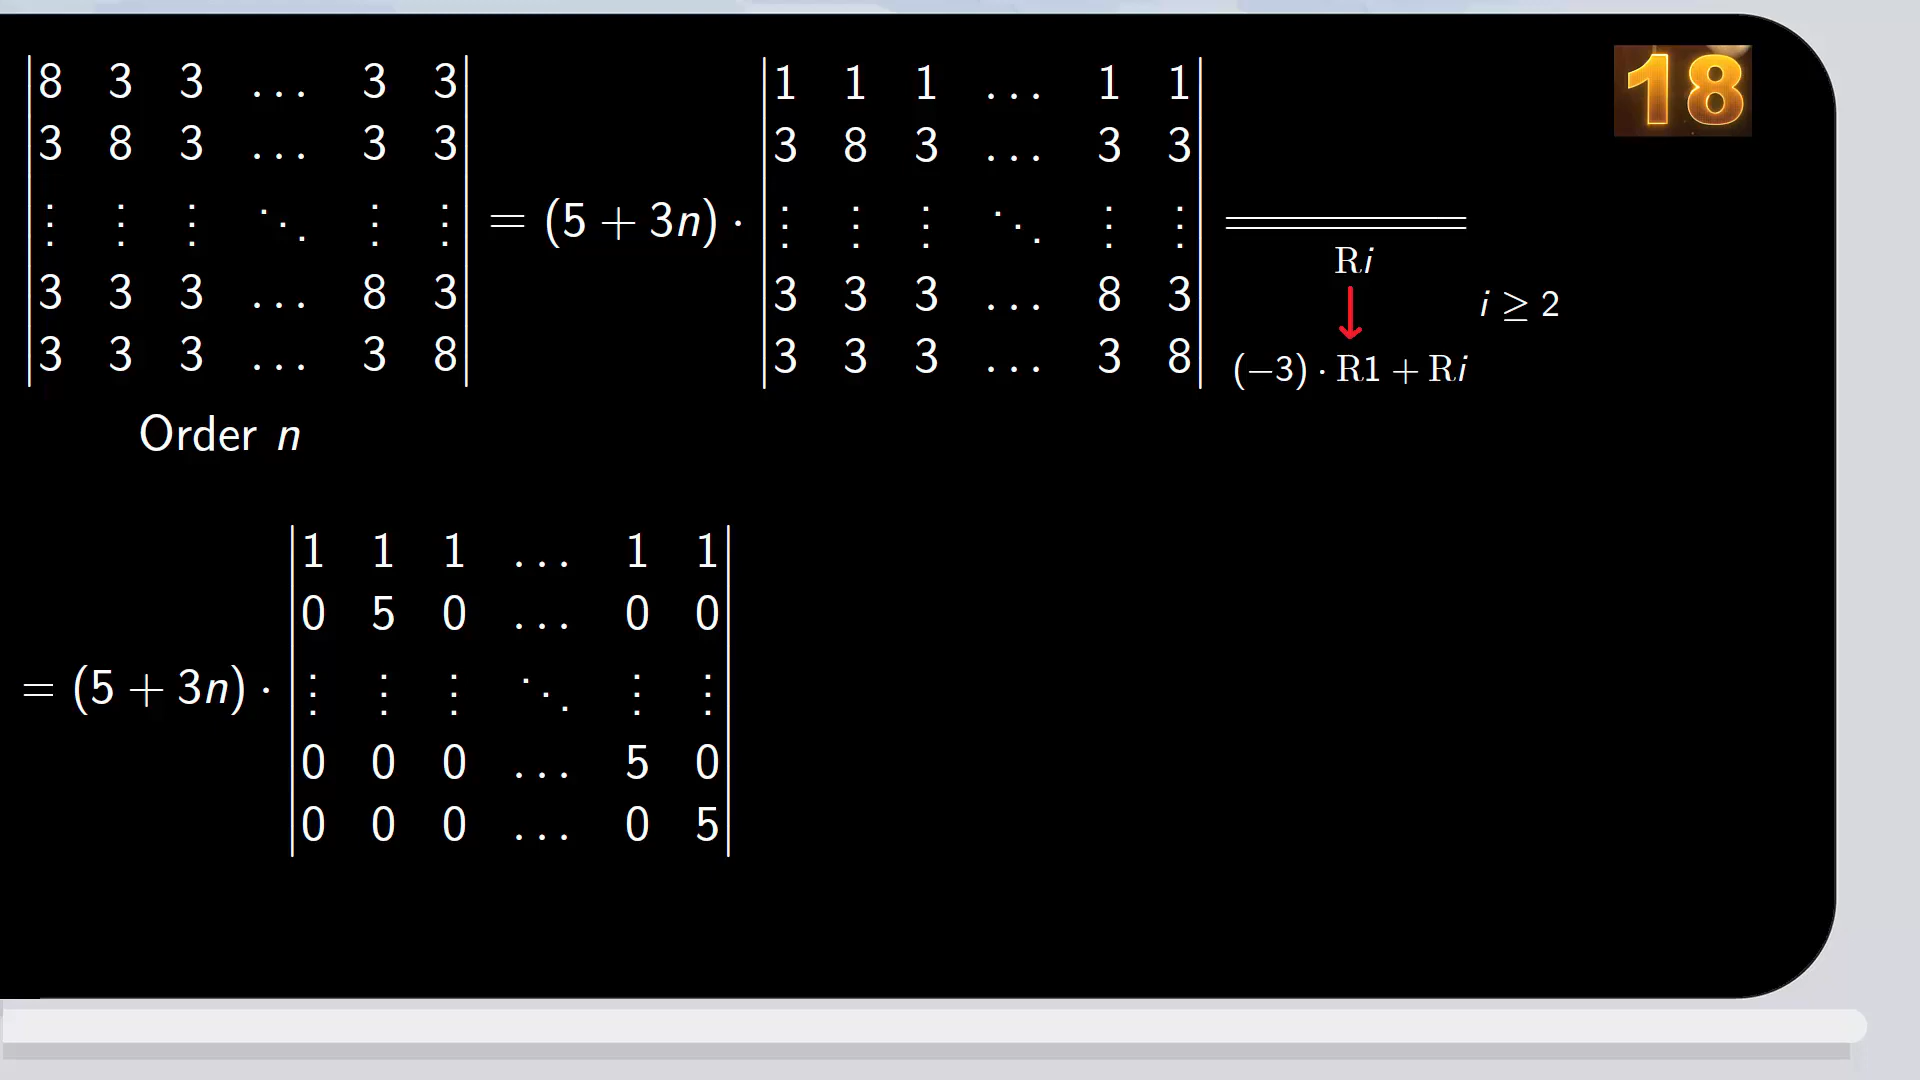 8 3 3 ... 3 3
3 8 3 ... 3 3
⋮ ⋮ ⋮ ⋱ ⋮ ⋮
3 3 3 ... 8 3
3 3 3 ... 3 8
Order n
= (5 + 3n) ·
1 1 1 ... 1 1
3 8 3 ... 3 3
⋮ ⋮ ⋮ ⋱ ⋮ ⋮
3 3 3 ... 8 3
3 3 3 ... 3 8
Ri
i ≥ 2
(−3) · R1 + Ri
18
= (5 + 3n) ·
1 1 1 ... 1 1
0 5 0 ... 0 0
⋮ ⋮ ⋮ ⋱ ⋮ ⋮
0 0 0 ... 5 0
0 0 0 ... 0 5